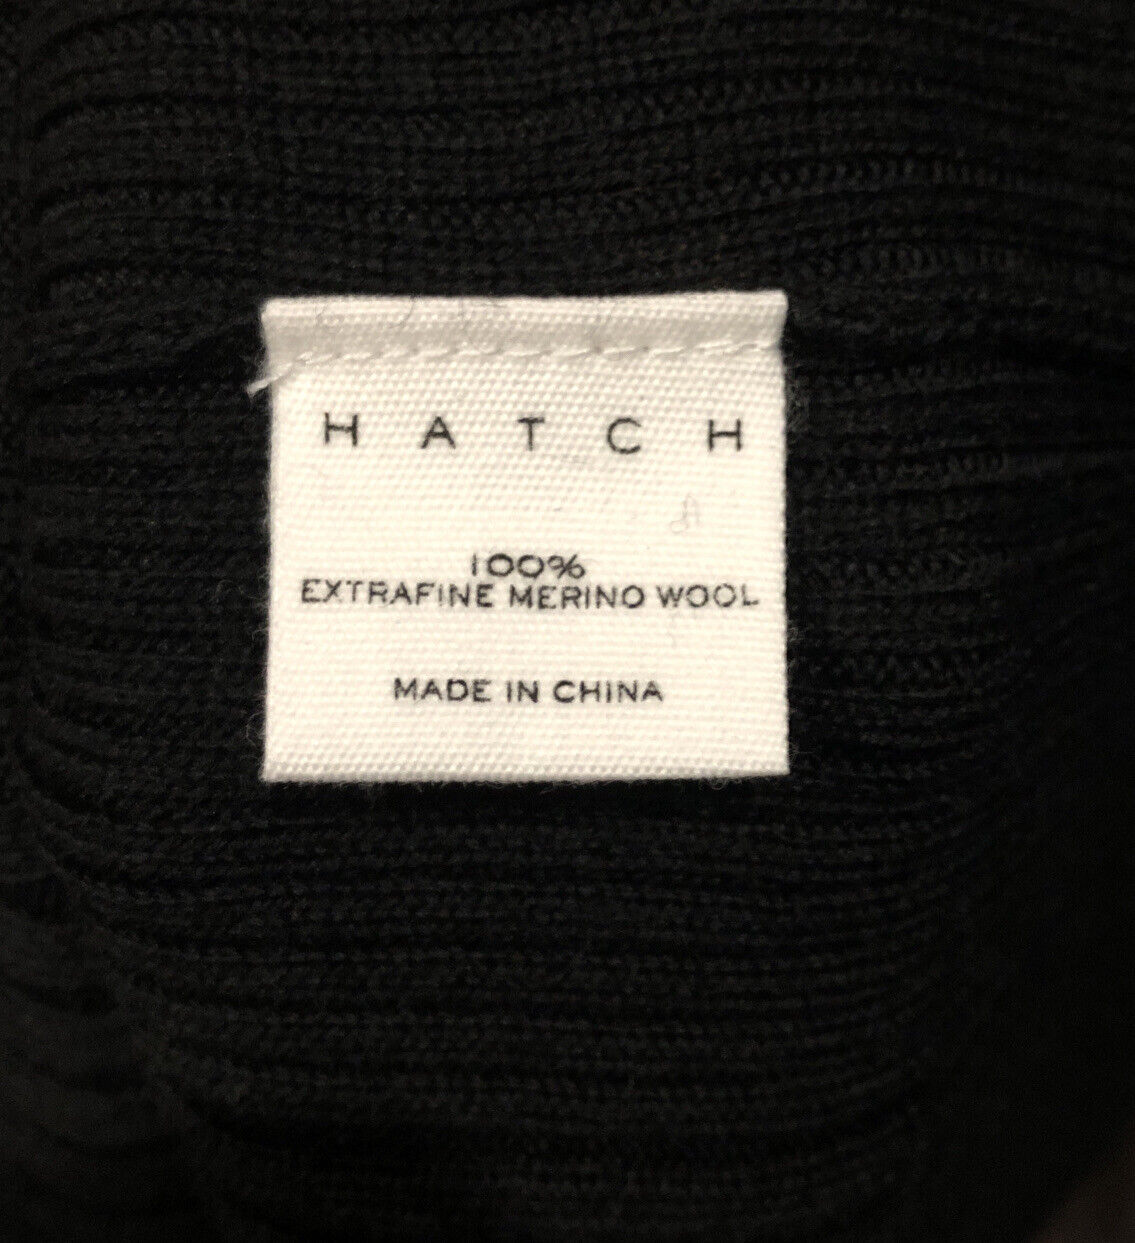 HATCH
100%
EXTRAFINE MERINO WOOL
MADE IN CHINA